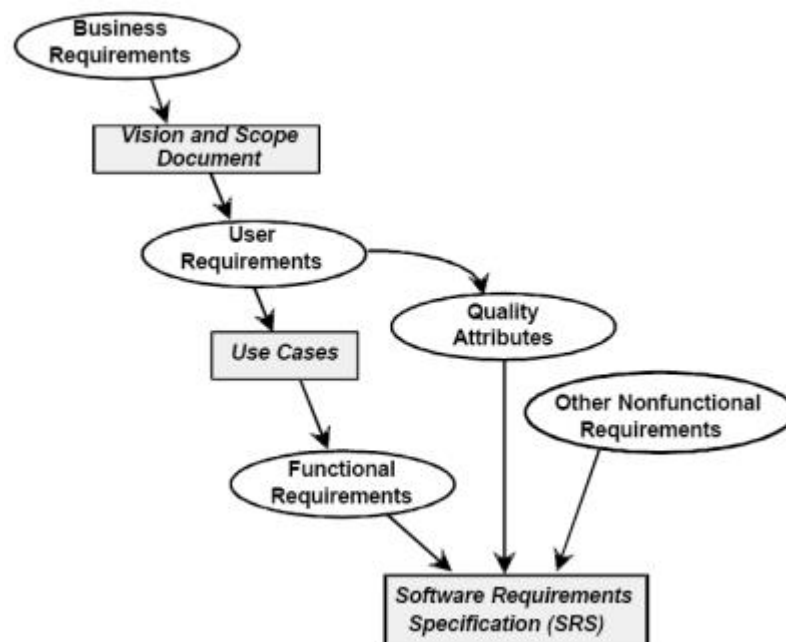 Business
Requirements
Vision and Scope
Document
User
Requirements
Quality
Attributes
Use Cases
Other Nonfunctional
Requirements
Functional
Requirements
Software Requirements
Specification (SRS)